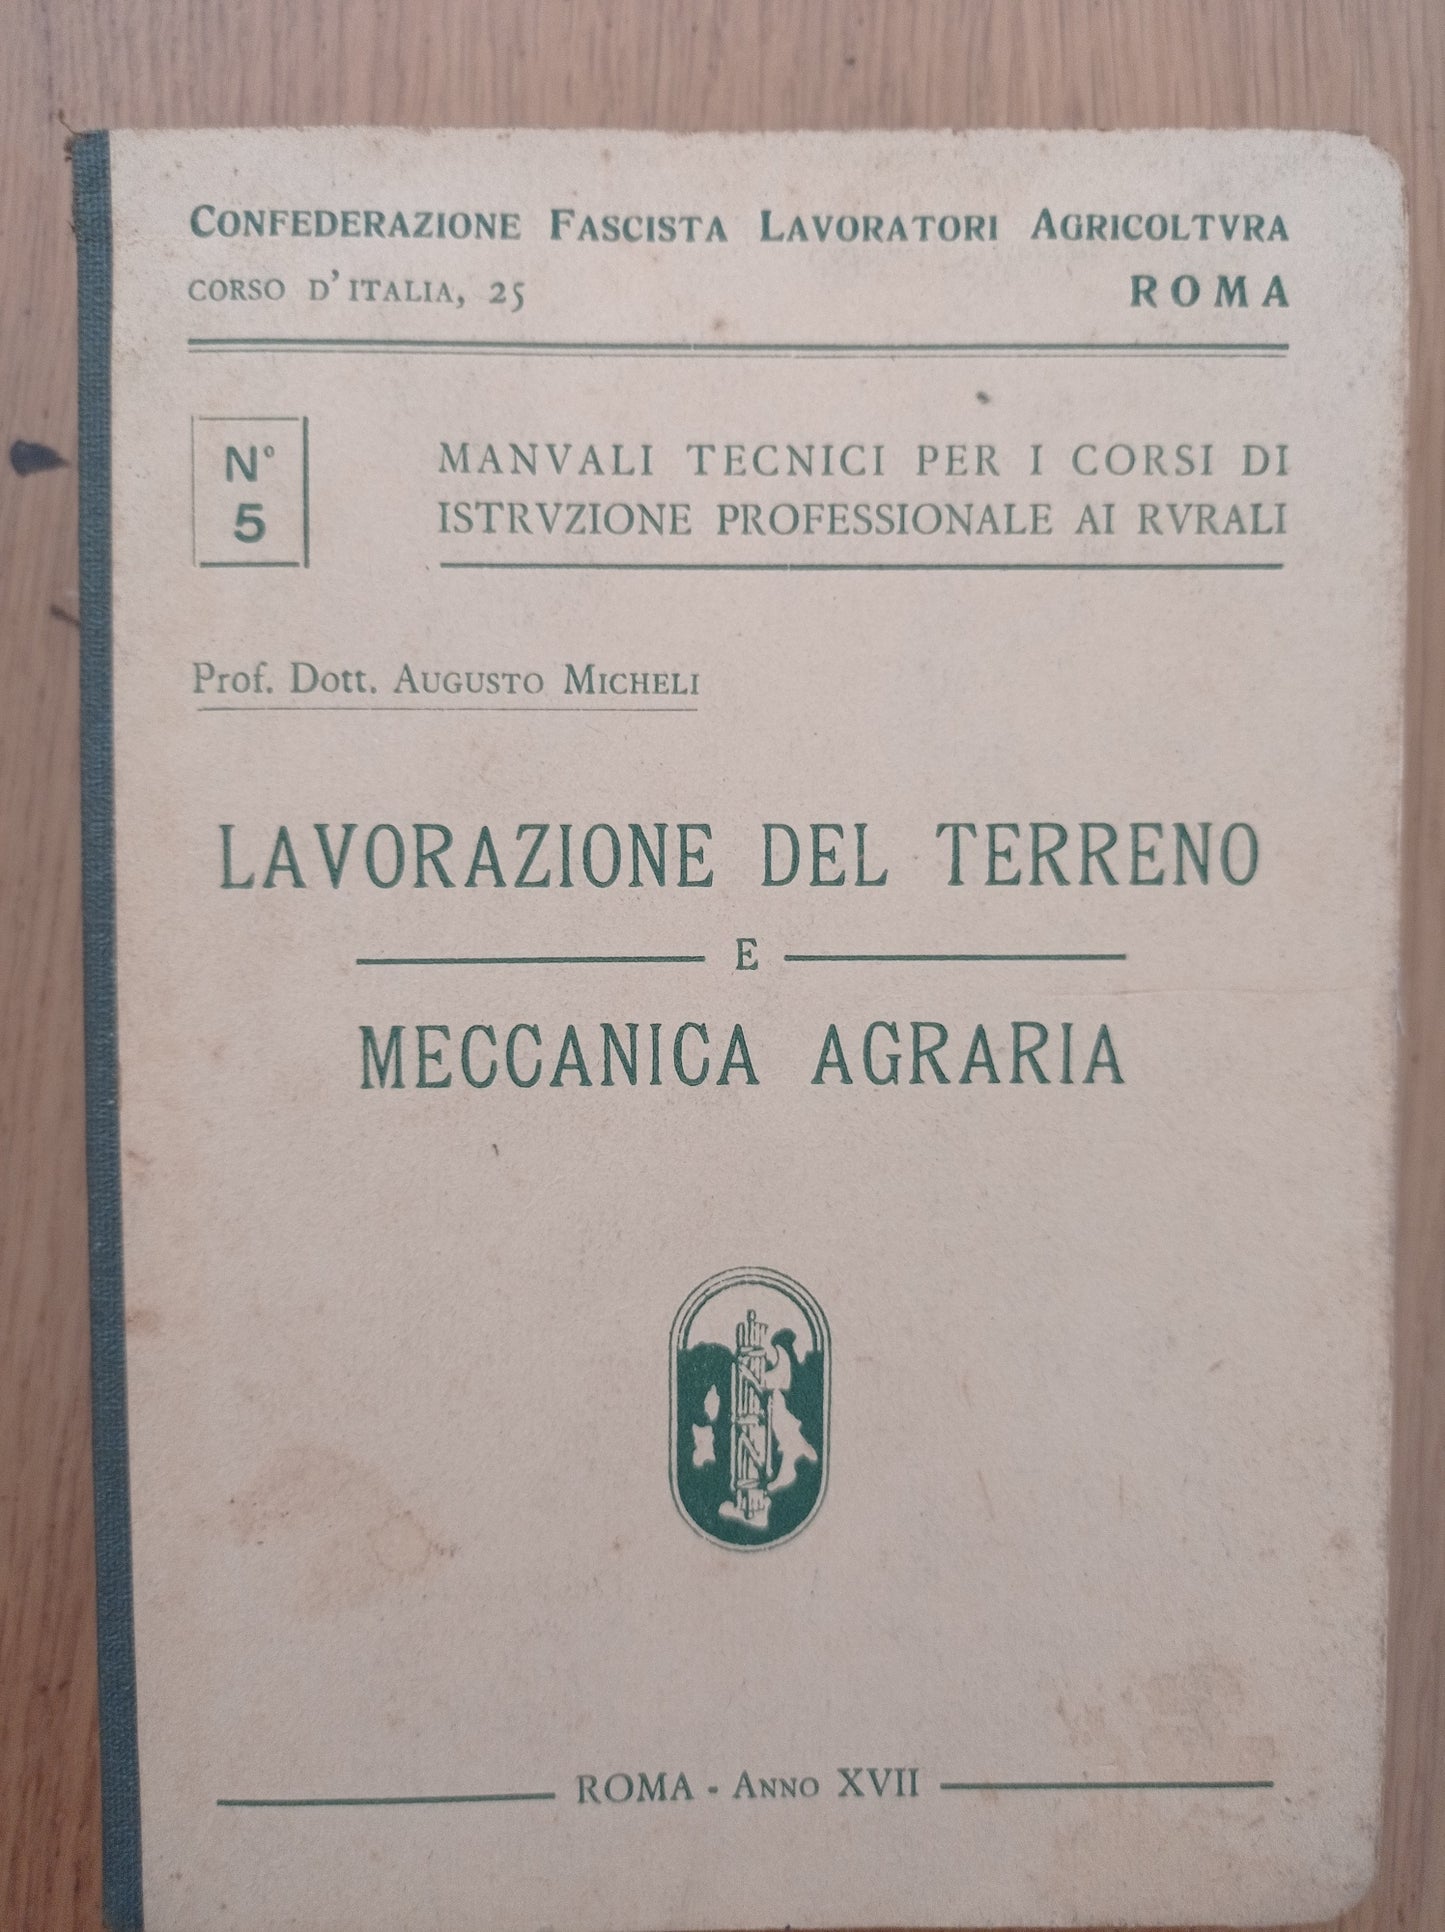 CONFEDERAZIONE FASCISTA LAVORATORI AGRICOLTVRA
CORSO D'ITALIA, 25 ROMA
N° 5
MANVALI TECNICI PER I CORSI DI
ISTRVZIONE PROFESSIONALE AI RVRALI
Prof. Dott. AUGUSTO MICHELI
LAVORAZIONE DEL TERRENO
E
MECCANICA AGRARIA
ROMA - ANNO XVII